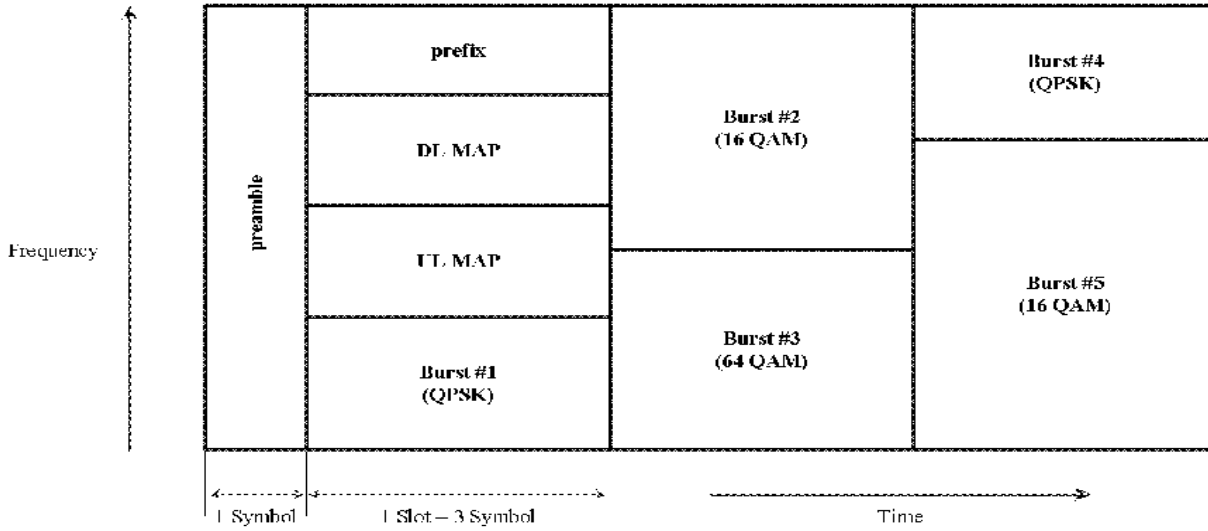 prefix
Burst #4
(QPSK)
Burst #2
(16 QAM)
DL MAP
preamble
Frequency
UL MAP
Burst #5
(16 QAM)
Burst #3
(64 QAM)
Burst #1
(QPSK)
1 Symbol
1 Slot – 3 Symbol
Time